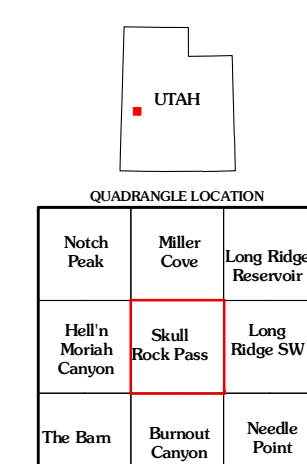 UTAH
QUADRANGLE LOCATION
Notch
Peak
Miller
Cove
Long Ridge
Reservoir
Hell'n
Moriah
Canyon
Skull
Rock Pass
Long
Ridge SW
The Barn
Burnout
Canyon
Needle
Point